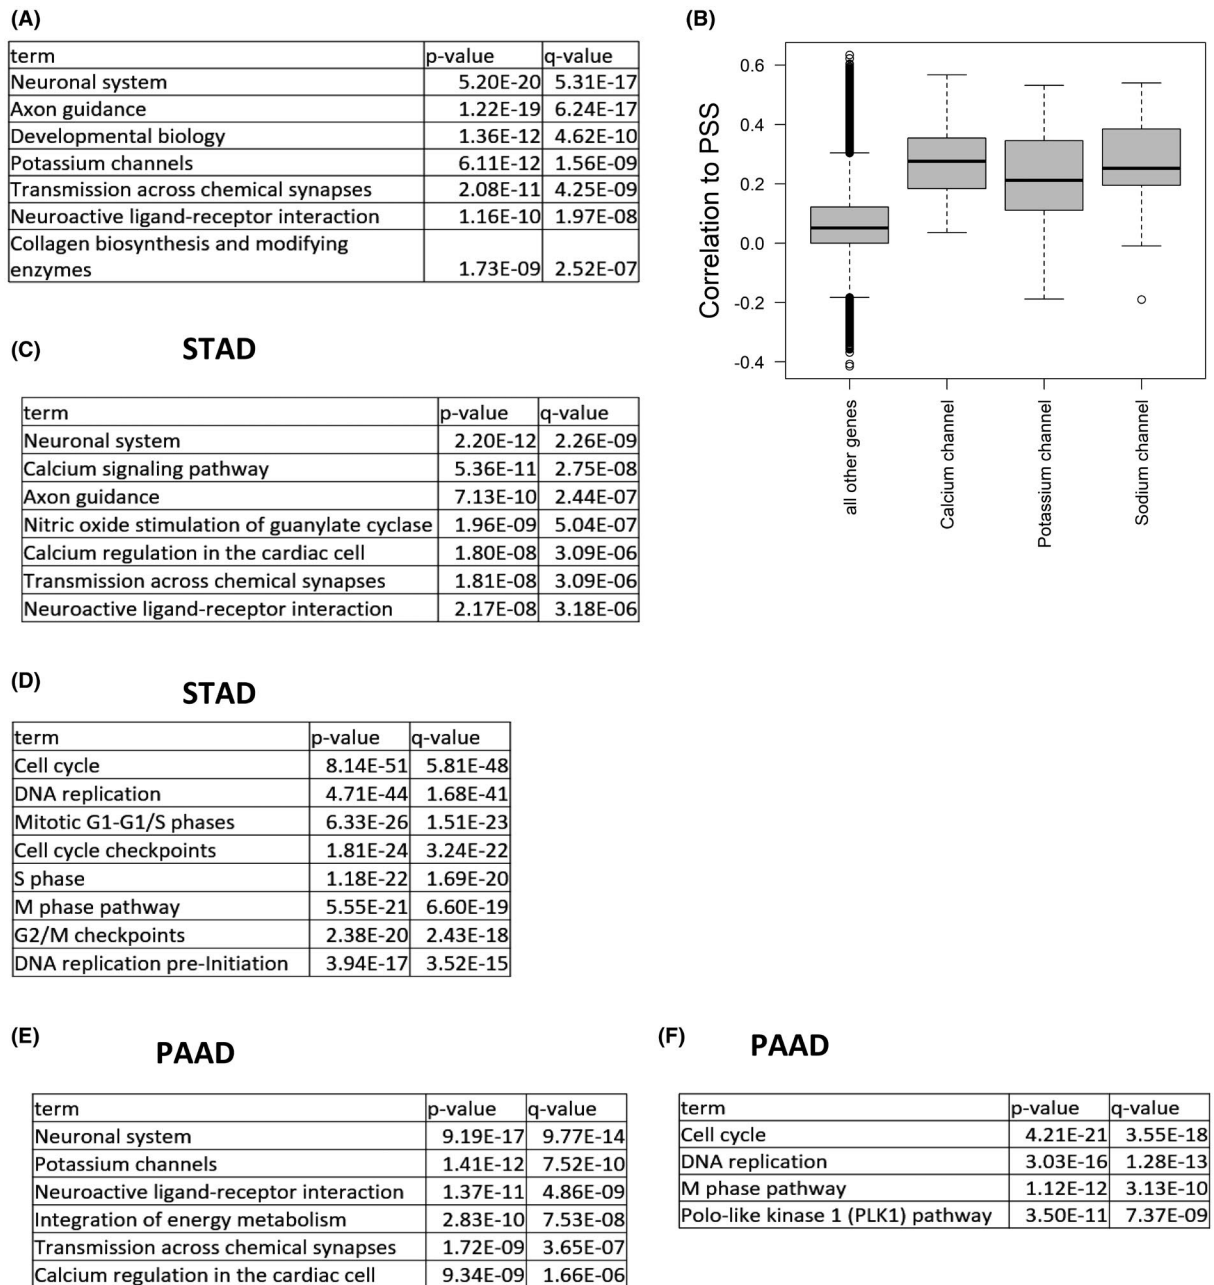 (A)
term p-value q-value
Neuronal system 5.20E-20 5.31E-17
Axon guidance 1.22E-19 6.24E-17
Developmental biology 1.36E-12 4.62E-10
Potassium channels 6.11E-12 1.56E-09
Transmission across chemical synapses 2.08E-11 4.25E-09
Neuroactive ligand-receptor interaction 1.16E-10 1.97E-08
Collagen biosynthesis and modifying
enzymes 1.73E-09 2.52E-07
(B)
Correlation to PSS
0.6
0.4
0.2
0.0
-0.2
-0.4
all other genes
Calcium channel
Potassium channel
Sodium channel
(C) STAD
term p-value q-value
Neuronal system 2.20E-12 2.26E-09
Calcium signaling pathway 5.36E-11 2.75E-08
Axon guidance 7.13E-10 2.44E-07
Nitric oxide stimulation of guanylate cyclase 1.96E-09 5.04E-07
Calcium regulation in the cardiac cell 1.80E-08 3.09E-06
Transmission across chemical synapses 1.81E-08 3.09E-06
Neuroactive ligand-receptor interaction 2.17E-08 3.18E-06
(D) STAD
term p-value q-value
Cell cycle 8.14E-51 5.81E-48
DNA replication 4.71E-44 1.68E-41
Mitotic G1-G1/S phases 6.33E-26 1.51E-23
Cell cycle checkpoints 1.81E-24 3.24E-22
S phase 1.18E-22 1.69E-20
M phase pathway 5.55E-21 6.60E-19
G2/M checkpoints 2.38E-20 2.43E-18
DNA replication pre-Initiation 3.94E-17 3.52E-15
(E) PAAD
term p-value q-value
Neuronal system 9.19E-17 9.77E-14
Potassium channels 1.41E-12 7.52E-10
Neuroactive ligand-receptor interaction 1.37E-11 4.86E-09
Integration of energy metabolism 2.83E-10 7.53E-08
Transmission across chemical synapses 1.72E-09 3.65E-07
Calcium regulation in the cardiac cell 9.34E-09 1.66E-06
(F) PAAD
term p-value q-value
Cell cycle 4.21E-21 3.55E-18
DNA replication 3.03E-16 1.28E-13
M phase pathway 1.12E-12 3.13E-10
Polo-like kinase 1 (PLK1) pathway 3.50E-11 7.37E-09